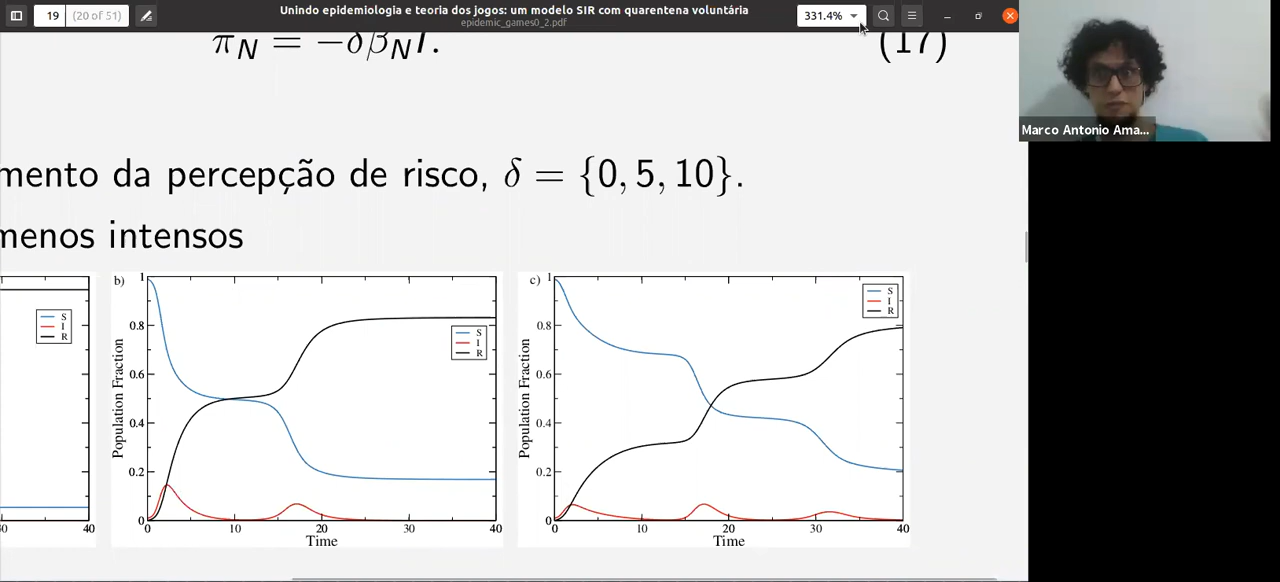 19 (20 of 51)
Unindo epidemiologia e teoria dos jogos: um modelo SIR com quarentena voluntária
epidemic_games0_2.pdf
331.4%
π_N = −δβ_N I. (17)
Marco Antonio Ama...
mento da percepção de risco, δ = {0, 5, 10}.
menos intensos
S
I
R
40
b)
Population Fraction
1
0.8
0.6
0.4
0.2
0
0 10 20 30 40
Time
S
I
R
c)
Population Fraction
1
0.8
0.6
0.4
0.2
0
0 10 20 30 40
Time
S
I
R